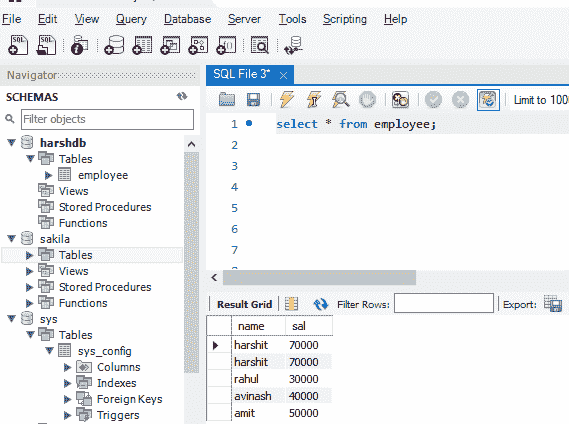 File Edit View Query Database Server Tools Scripting Help
SQL SQL
Navigator
SQL File 3*
SCHEMAS
Filter objects
harshdb
Tables
employee
Views
Stored Procedures
Functions
sakila
Tables
Views
Stored Procedures
Functions
sys
Tables
sys_config
Columns
Indexes
Foreign Keys
Triggers
Limit to 100
1 select * from employee;
2
3
4
5
6
7
Result Grid Filter Rows: Export:
name sal
harshit 70000
harshit 70000
rahul 30000
avinash 40000
amit 50000